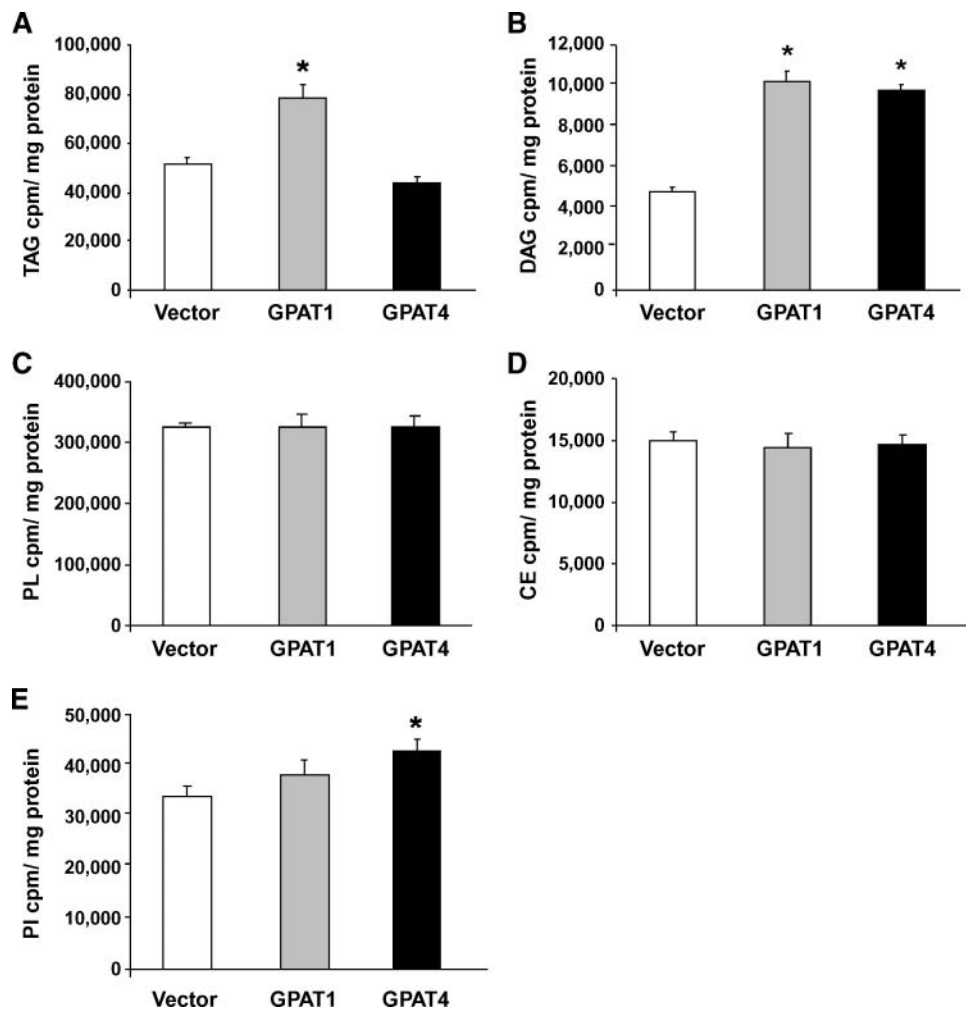 A
TAG cpm/ mg protein
100,000
80,000
60,000
40,000
20,000
0
*
Vector GPAT1 GPAT4
B
DAG cpm/ mg protein
12,000
10,000
8,000
6,000
4,000
2,000
0
* *
Vector GPAT1 GPAT4
C
PL cpm/ mg protein
400,000
300,000
200,000
100,000
0
Vector GPAT1 GPAT4
D
CE cpm/ mg protein
20,000
15,000
10,000
5,000
0
Vector GPAT1 GPAT4
E
PI cpm/ mg protein
50,000
40,000
30,000
20,000
10,000
0
*
Vector GPAT1 GPAT4